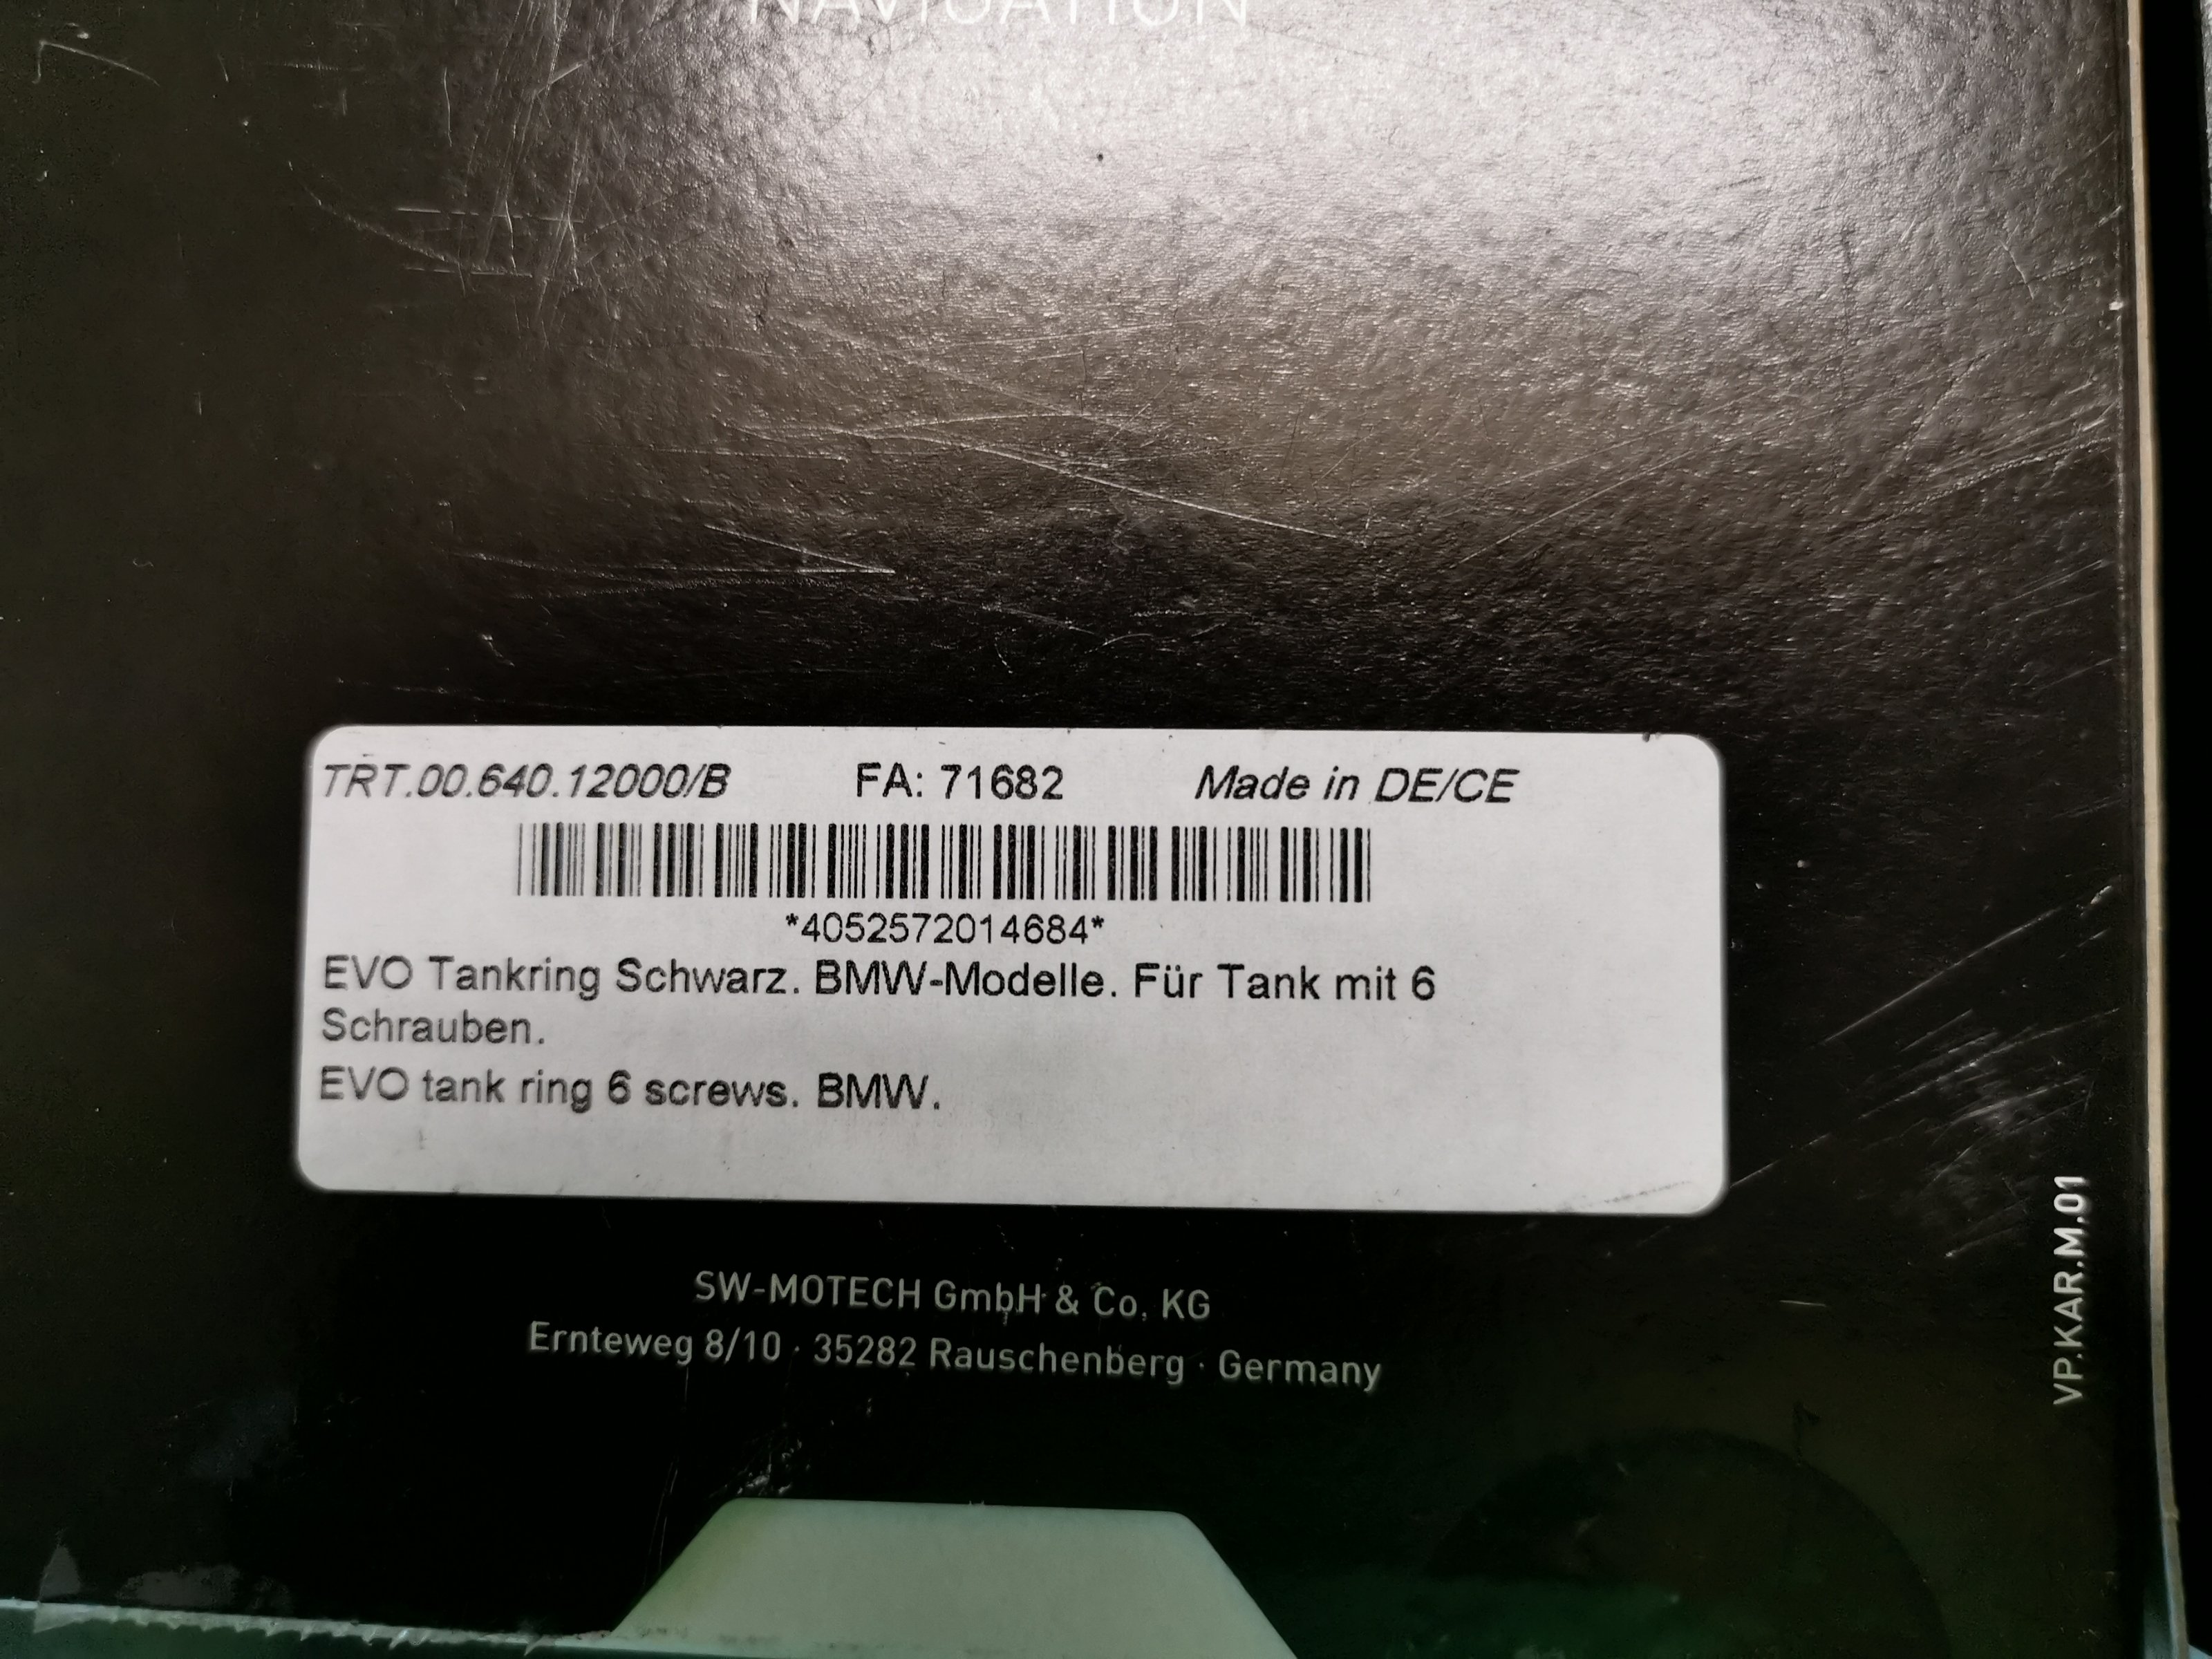 NAVIGATION
TRT.00.640.12000/B FA: 71682 Made in DE/CE
*4052572014684*
EVO Tankring Schwarz. BMW-Modelle. Für Tank mit 6
Schrauben.
EVO tank ring 6 screws. BMW.
SW-MOTECH GmbH & Co. KG
Ernteweg 8/10 · 35282 Rauschenberg · Germany
VP.KAR.M.01